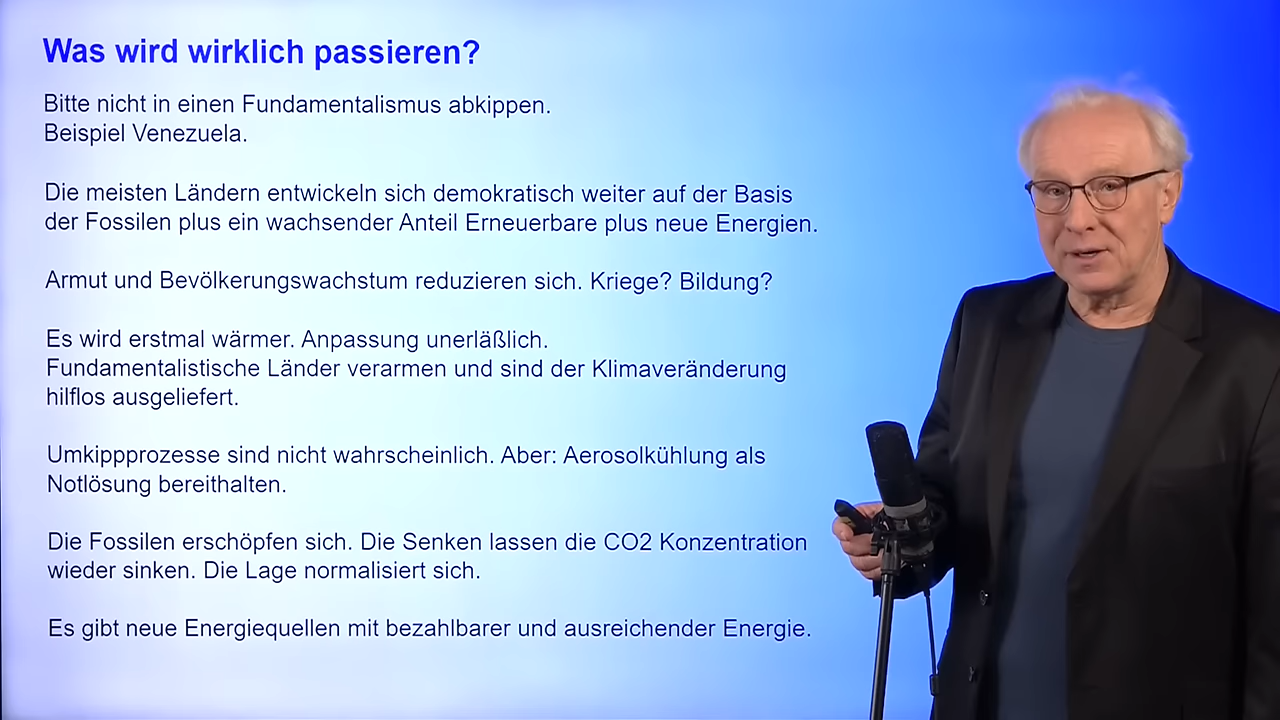 Was wird wirklich passieren?
Bitte nicht in einen Fundamentalismus abkippen.
Beispiel Venezuela.
Die meisten Ländern entwickeln sich demokratisch weiter auf der Basis
der Fossilen plus ein wachsender Anteil Erneuerbare plus neue Energien.
Armut und Bevölkerungswachstum reduzieren sich. Kriege? Bildung?
Es wird erstmal wärmer. Anpassung unerläßlich.
Fundamentalistische Länder verarmen und sind der Klimaveränderung
hilflos ausgeliefert.
Umkippprozesse sind nicht wahrscheinlich. Aber: Aerosolkühlung als
Notlösung bereithalten.
Die Fossilen erschöpfen sich. Die Senken lassen die CO2 Konzentration
wieder sinken. Die Lage normalisiert sich.
Es gibt neue Energiequellen mit bezahlbarer und ausreichender Energie.